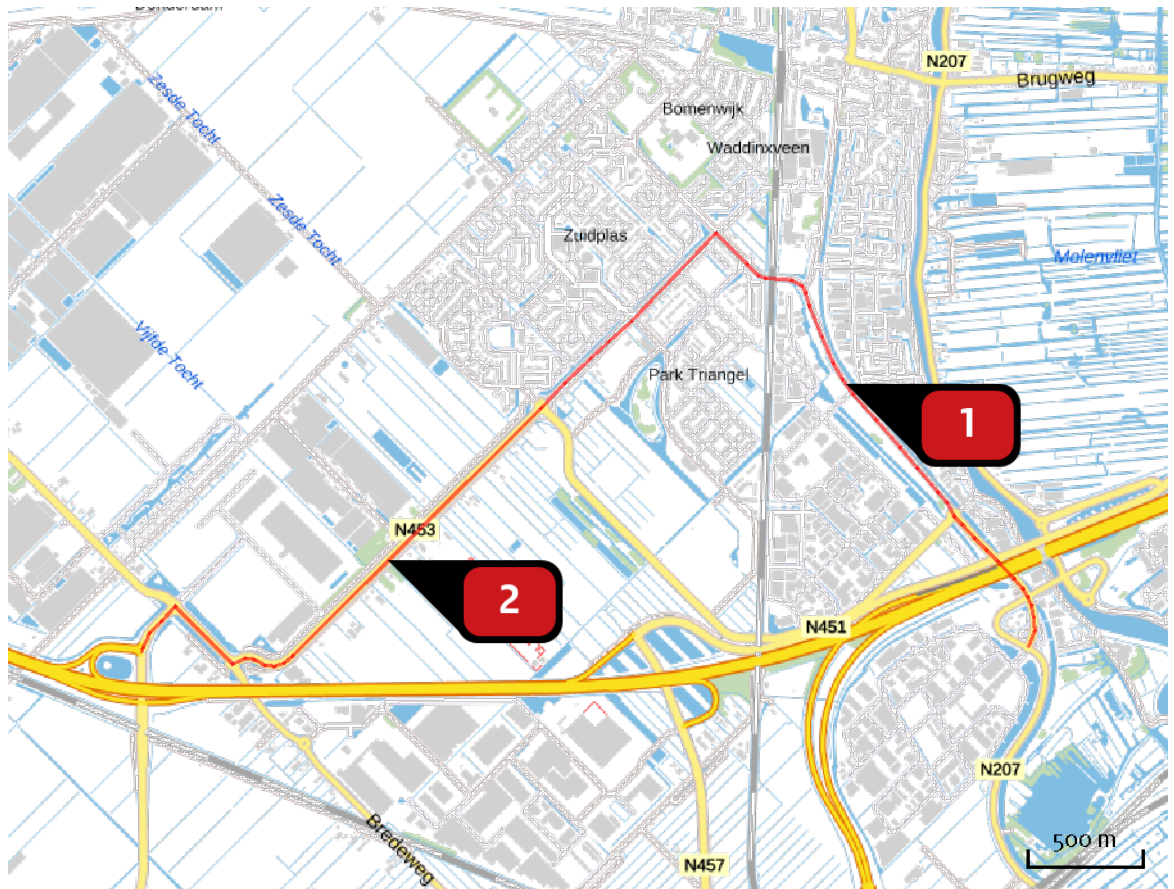 N207
Brugweg
Zesde Tocht
Bomenwijk
Waddinxveen
Zesde Tocht
Zuidplas
Molenvliet
Vijfde Tocht
Park Triangel
1
N453
2
N451
N207
500 m
Bredeweg
N457